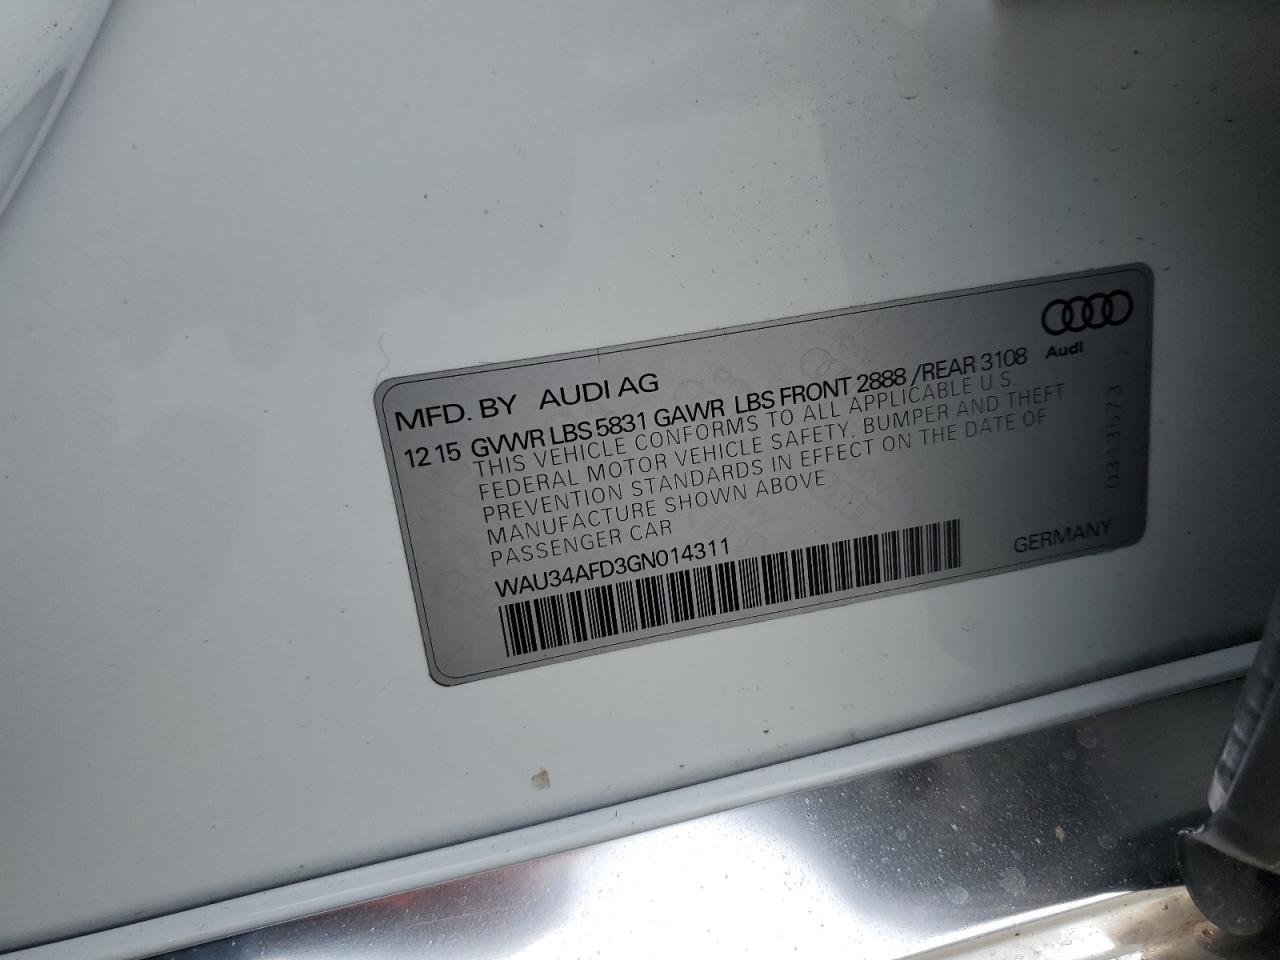 MFD. BY AUDI AG
12 15 GVWR LBS 5831 GAWR LBS FRONT 2888 /REAR 3108
THIS VEHICLE CONFORMS TO ALL APPLICABLE U S
FEDERAL MOTOR VEHICLE SAFETY, BUMPER AND THEFT
PREVENTION STANDARDS IN EFFECT ON THE DATE OF
MANUFACTURE SHOWN ABOVE
PASSENGER CAR
WAU34AFD3GN014311
GERMANY
Audi
0313573